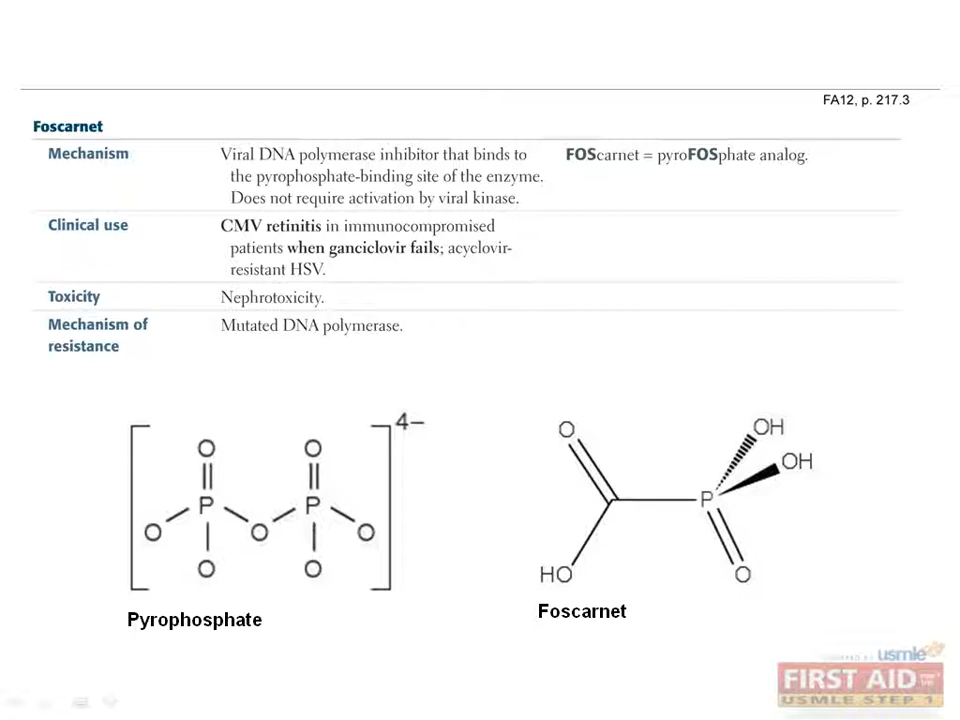 FA12, p. 217.3
Foscarnet
Mechanism
Viral DNA polymerase inhibitor that binds to
the pyrophosphate-binding site of the enzyme.
Does not require activation by viral kinase.
FOScarnet = pyroFOSphate analog.
Clinical use
CMV retinitis in immunocompromised
patients when ganciclovir fails; acyclovir-
resistant HSV.
Toxicity
Nephrotoxicity.
Mechanism of
resistance
Mutated DNA polymerase.
4–
O O
P P
O O O
O O
Pyrophosphate
O OH
OH
P
HO O
Foscarnet
usmle
FIRST AID
USMLE STEP 1